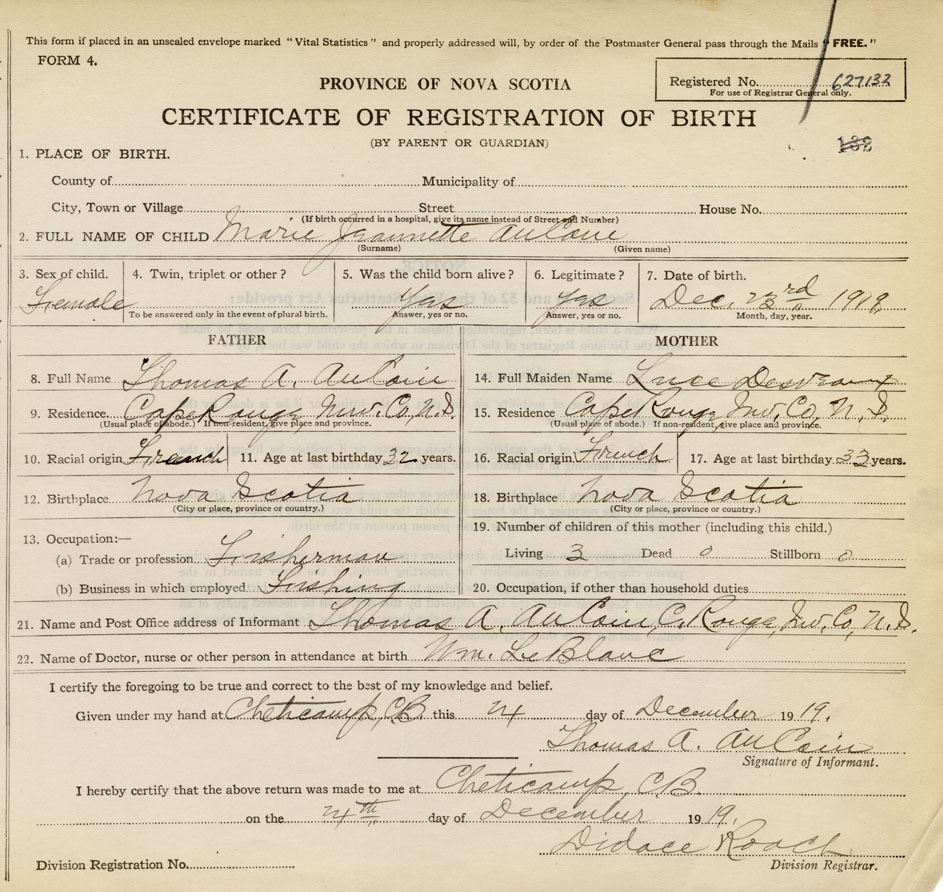 This form if placed in an unsealed envelope marked "Vital Statistics" and properly addressed will, by order of the Postmaster General pass through the Mails "FREE."
FORM 4.
PROVINCE OF NOVA SCOTIA
Registered No. 627132
For use of Registrar General only.
CERTIFICATE OF REGISTRATION OF BIRTH
(BY PARENT OR GUARDIAN)
132
1. PLACE OF BIRTH.
County of Municipality of
City, Town or Village Street House No.
(If birth occurred in a hospital, give its name instead of Street and Number)
2. FULL NAME OF CHILD Marie Jeannette AuCoin
(Surname) (Given name)
3. Sex of child. 4. Twin, triplet or other? 5. Was the child born alive? 6. Legitimate? 7. Date of birth.
Female Yas Yas Dec. 23rd 1919.
To be answered only in the event of plural birth. Answer, yes or no. Answer, yes or no. Month, day, year.
FATHER MOTHER
8. Full Name Thomas A. AuCoin 14. Full Maiden Name Luce
9. Residence Cape Rouge, Inv. Co. N.S. 15. Residence Cape Rouge, Inv. Co. N.S.
(Usual place of abode.) If non-resident, give place and province. (Usual place of abode.) If non-resident, give place and province.
10. Racial origin French 11. Age at last birthday 32 years. 16. Racial origin French 17. Age at last birthday 33 years.
12. Birthplace Nova Scotia 18. Birthplace Nova Scotia
(City or place, province or country.) (City or place, province or country.)
13. Occupation:— 19. Number of children of this mother (including this child.)
(a) Trade or profession Fisherman Living 3 Dead 0 Stillborn 0
(b) Business in which employed Fishing 20. Occupation, if other than household duties
21. Name and Post Office address of Informant Thomas A. AuCoin, C. Rouge, Inv. Co, N.S.
22. Name of Doctor, nurse or other person in attendance at birth Wm. LeBlanc
I certify the foregoing to be true and correct to the best of my knowledge and belief.
Given under my hand at Cheticamp, C.B. this 24 day of December 1919.
Thomas A. AuCoin
Signature of Informant.
I hereby certify that the above return was made to me at Cheticamp, C.B.
on the 24th day of December 1919.
Didace Roach
Division Registration No. Division Registrar.